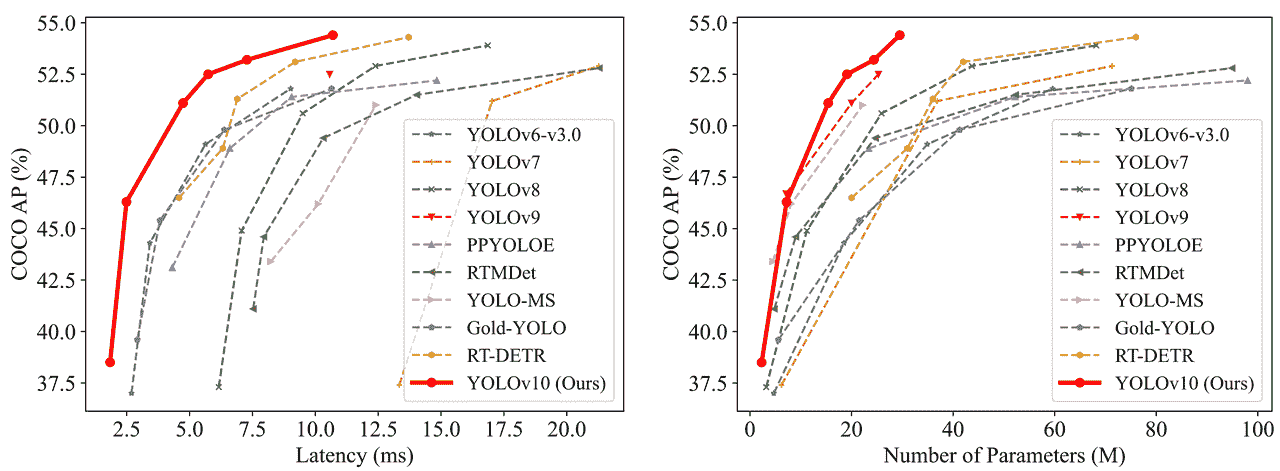 55.0
52.5
50.0
47.5
45.0
42.5
40.0
37.5
COCO AP (%)
2.5 5.0 7.5 10.0 12.5 15.0 17.5 20.0
Latency (ms)
YOLOv6-v3.0
YOLOv7
YOLOv8
YOLOv9
PPYOLOE
RTMDet
YOLO-MS
Gold-YOLO
RT-DETR
YOLOv10 (Ours)
55.0
52.5
50.0
47.5
45.0
42.5
40.0
37.5
COCO AP (%)
0 20 40 60 80 100
Number of Parameters (M)
YOLOv6-v3.0
YOLOv7
YOLOv8
YOLOv9
PPYOLOE
RTMDet
YOLO-MS
Gold-YOLO
RT-DETR
YOLOv10 (Ours)